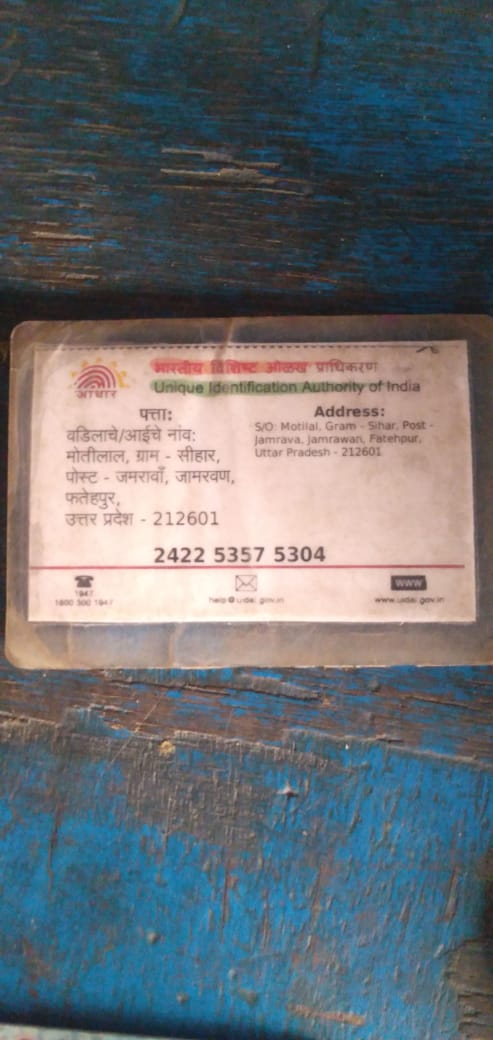 आधार
भारतीय विशिष्ट ओळख प्राधिकरण
Unique Identification Authority of India
पत्ता:
वडिलाचे/आईचे नांव:
मोतीलाल, ग्राम - सीहार,
पोस्ट - जमरावाँ, जामरवण,
फतेहपुर,
उत्तर प्रदेश - 212601
Address:
S/O: Motilal, Gram - Sihar, Post -
Jamrava, Jamrawan, Fatehpur,
Uttar Pradesh - 212601
2422 5357 5304
1947
1800 300 1947
help@uidai.gov.in
WWW
www.uidai.gov.in